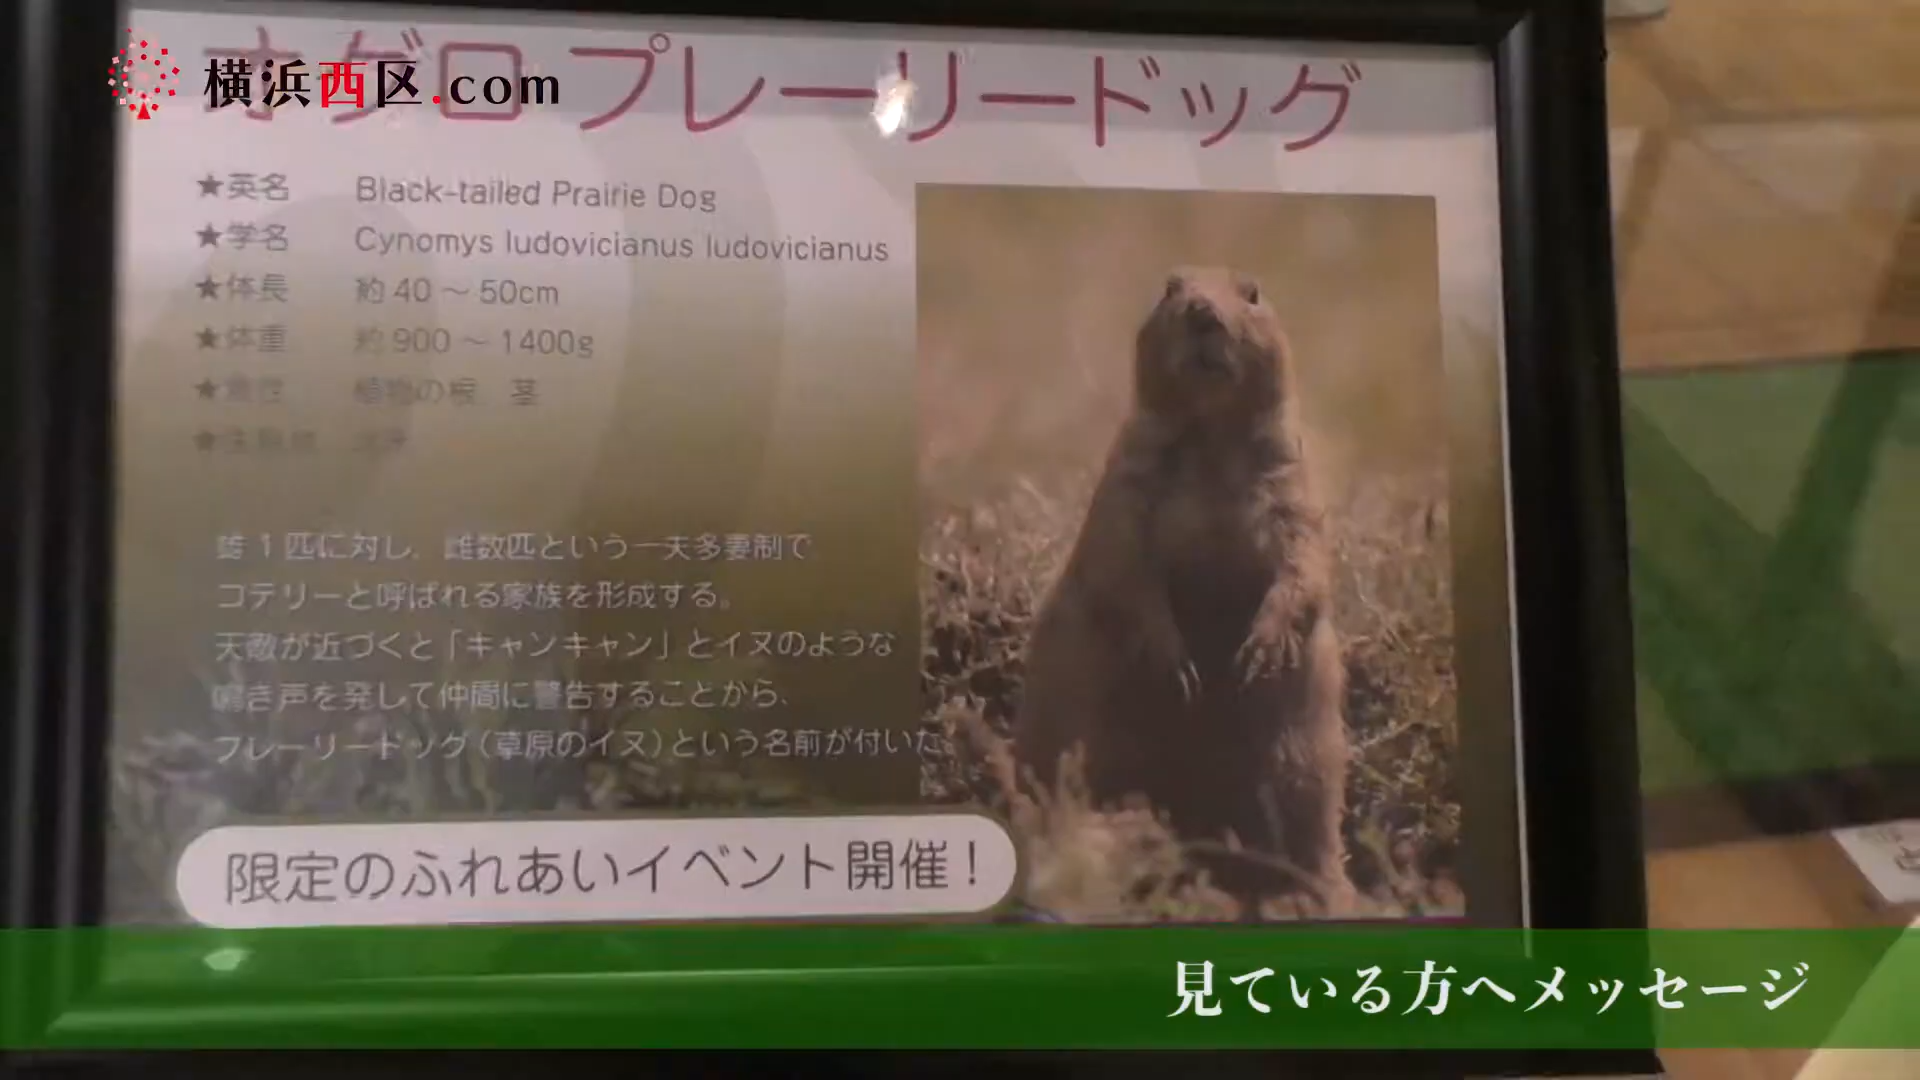 横浜西区.com
オグロプレーリードッグ
★英名 Black-tailed Prairie Dog
★学名 Cynomys ludovicianus ludovicianus
★体長 約40～50cm
★体重 約900～1400g
★食性 植物の根 茎
雄1匹に対し、雌数匹という一夫多妻制で
コテリーと呼ばれる家族を形成する。
天敵が近づくと「キャンキャン」とイヌのような
鳴き声を発して仲間に警告することから、
プレーリードッグ（草原のイヌ）という名前が付いた。
限定のふれあいイベント開催！
見ている方へメッセージ